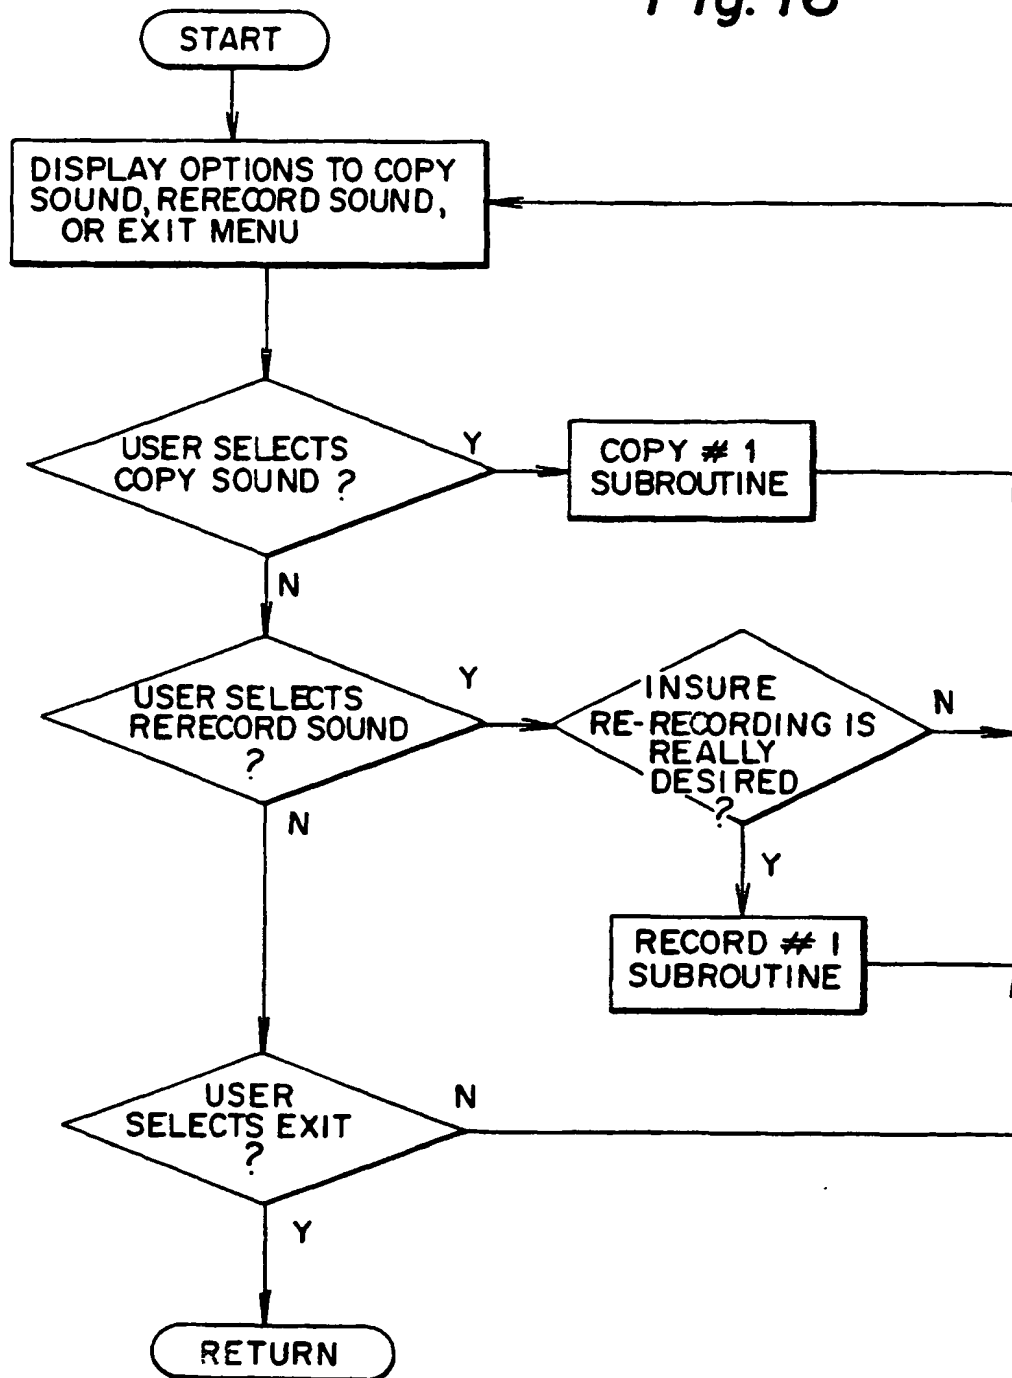 START
DISPLAY OPTIONS TO COPY
SOUND, RERECORD SOUND,
OR EXIT MENU
USER SELECTS
COPY SOUND ?
Y
COPY # 1
SUBROUTINE
N
USER SELECTS
RERECORD SOUND
?
Y
INSURE
RE-RECORDING IS
REALLY
DESIRED
?
N
N
Y
RECORD # 1
SUBROUTINE
USER
SELECTS EXIT
?
N
Y
RETURN